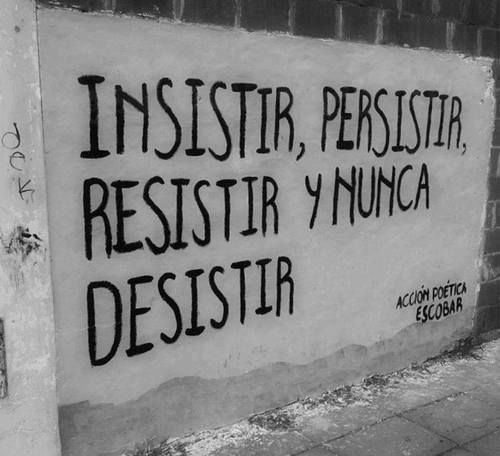 INSISTIR, PERSISTIR,
RESISTIR Y NUNCA
DESISTIR
ACCIÓN POÉTICA
ESCOBAR